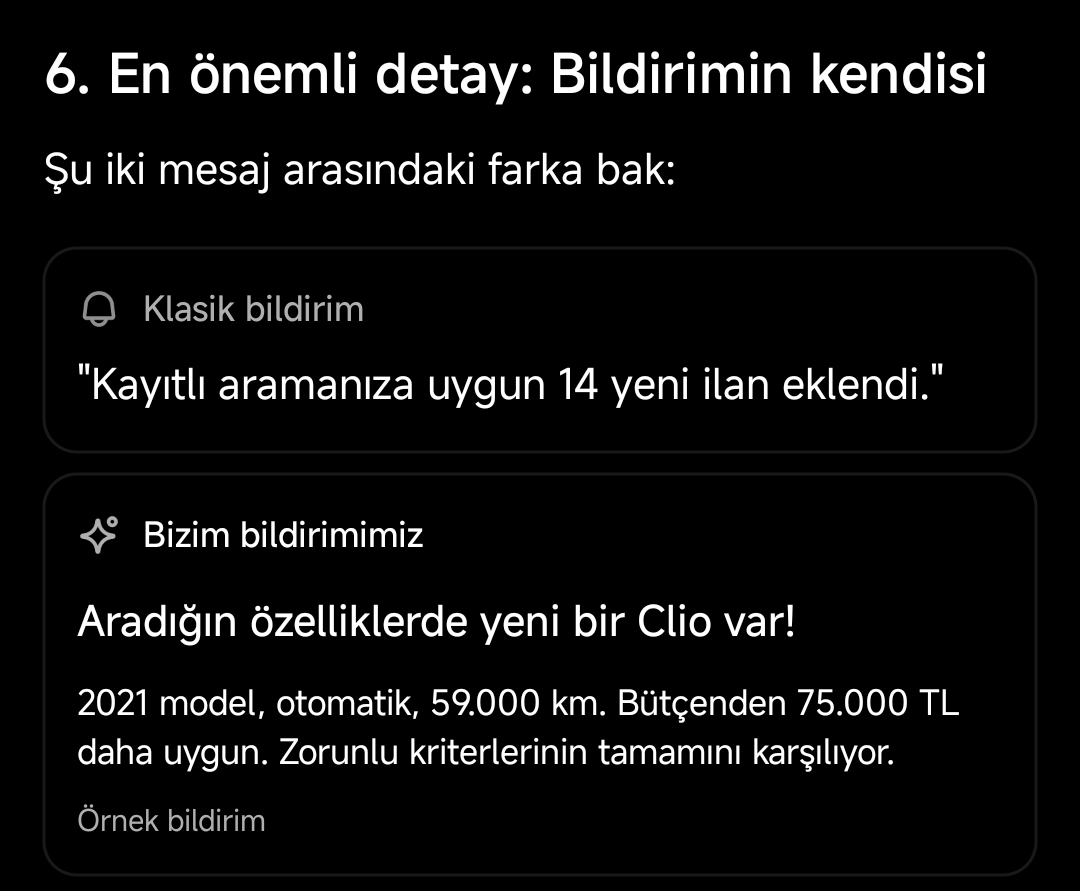 6. En önemli detay: Bildirimin kendisi
Şu iki mesaj arasındaki farka bak:
Klasik bildirim
"Kayıtlı aramanıza uygun 14 yeni ilan eklendi."
Bizim bildirimimiz
Aradığın özelliklerde yeni bir Clio var!
2021 model, otomatik, 59.000 km. Bütçenden 75.000 TL
daha uygun. Zorunlu kriterlerinin tamamını karşılıyor.
Örnek bildirim